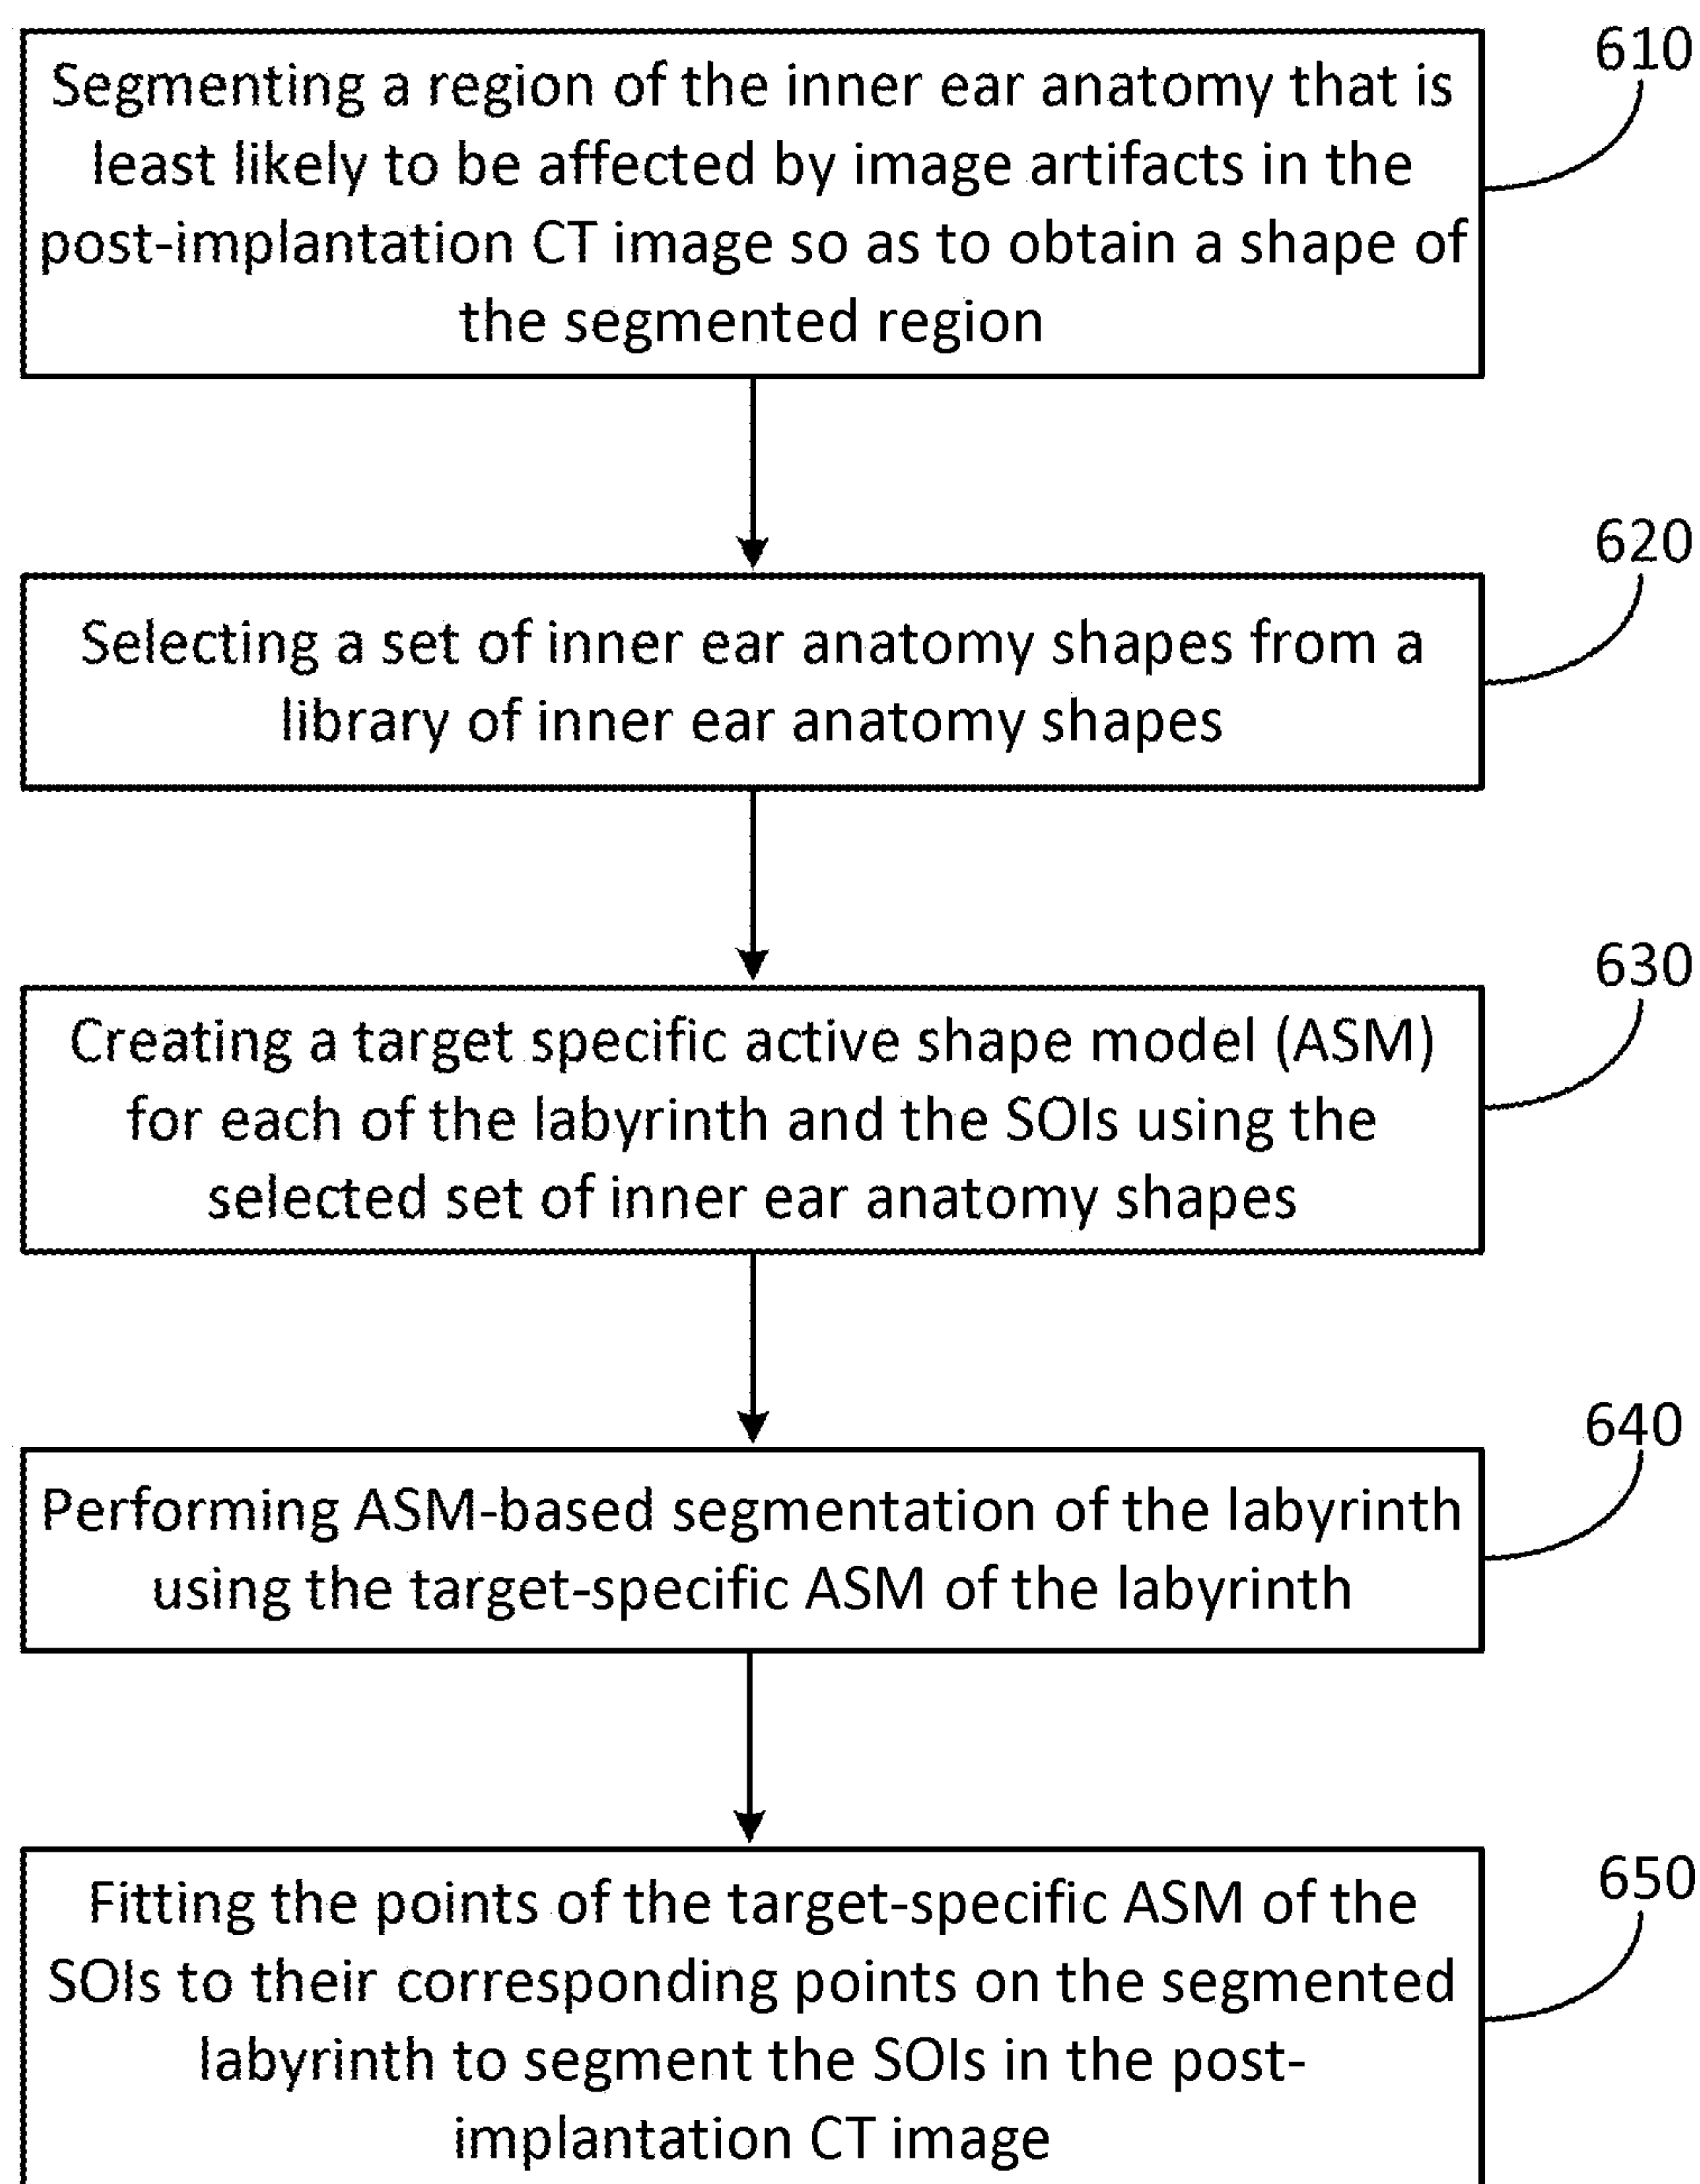 610
Segmenting a region of the inner ear anatomy that is
least likely to be affected by image artifacts in the
post-implantation CT image so as to obtain a shape of
the segmented region
620
Selecting a set of inner ear anatomy shapes from a
library of inner ear anatomy shapes
630
Creating a target specific active shape model (ASM)
for each of the labyrinth and the SOIs using the
selected set of inner ear anatomy shapes
640
Performing ASM-based segmentation of the labyrinth
using the target-specific ASM of the labyrinth
650
Fitting the points of the target-specific ASM of the
SOIs to their corresponding points on the segmented
labyrinth to segment the SOIs in the post-
implantation CT image